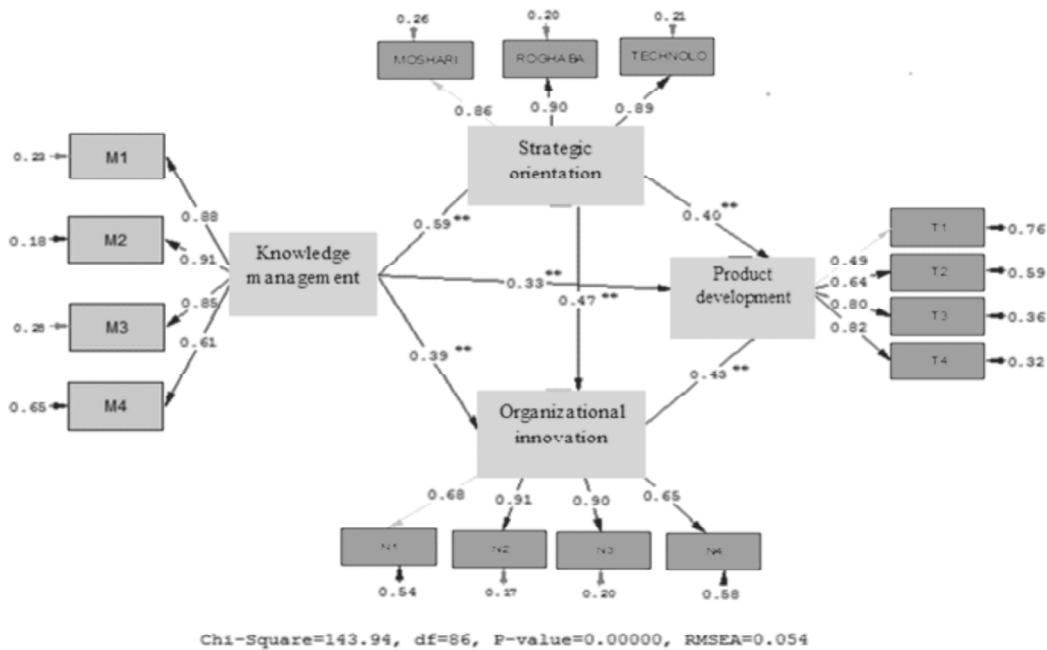 0.26
0.20
0.21
MOSHARI
ROGHABA
TECHNOLO
0.86
0.90
0.89
Strategic
orientation
0.23
M1
0.88
0.59**
0.40**
0.18
M2
0.91
Knowledge
management
0.33**
0.47**
Product
development
T1
0.76
0.49
T2
0.59
0.64
T3
0.36
0.80
T4
0.32
0.82
0.28
M3
0.85
0.61
0.39**
0.43**
0.65
M4
Organizational
innovation
0.68
0.91
0.90
0.65
N1
N2
N3
N4
0.54
0.17
0.20
0.58
Chi-Square=143.94, df=86, P-value=0.00000, RMSEA=0.054